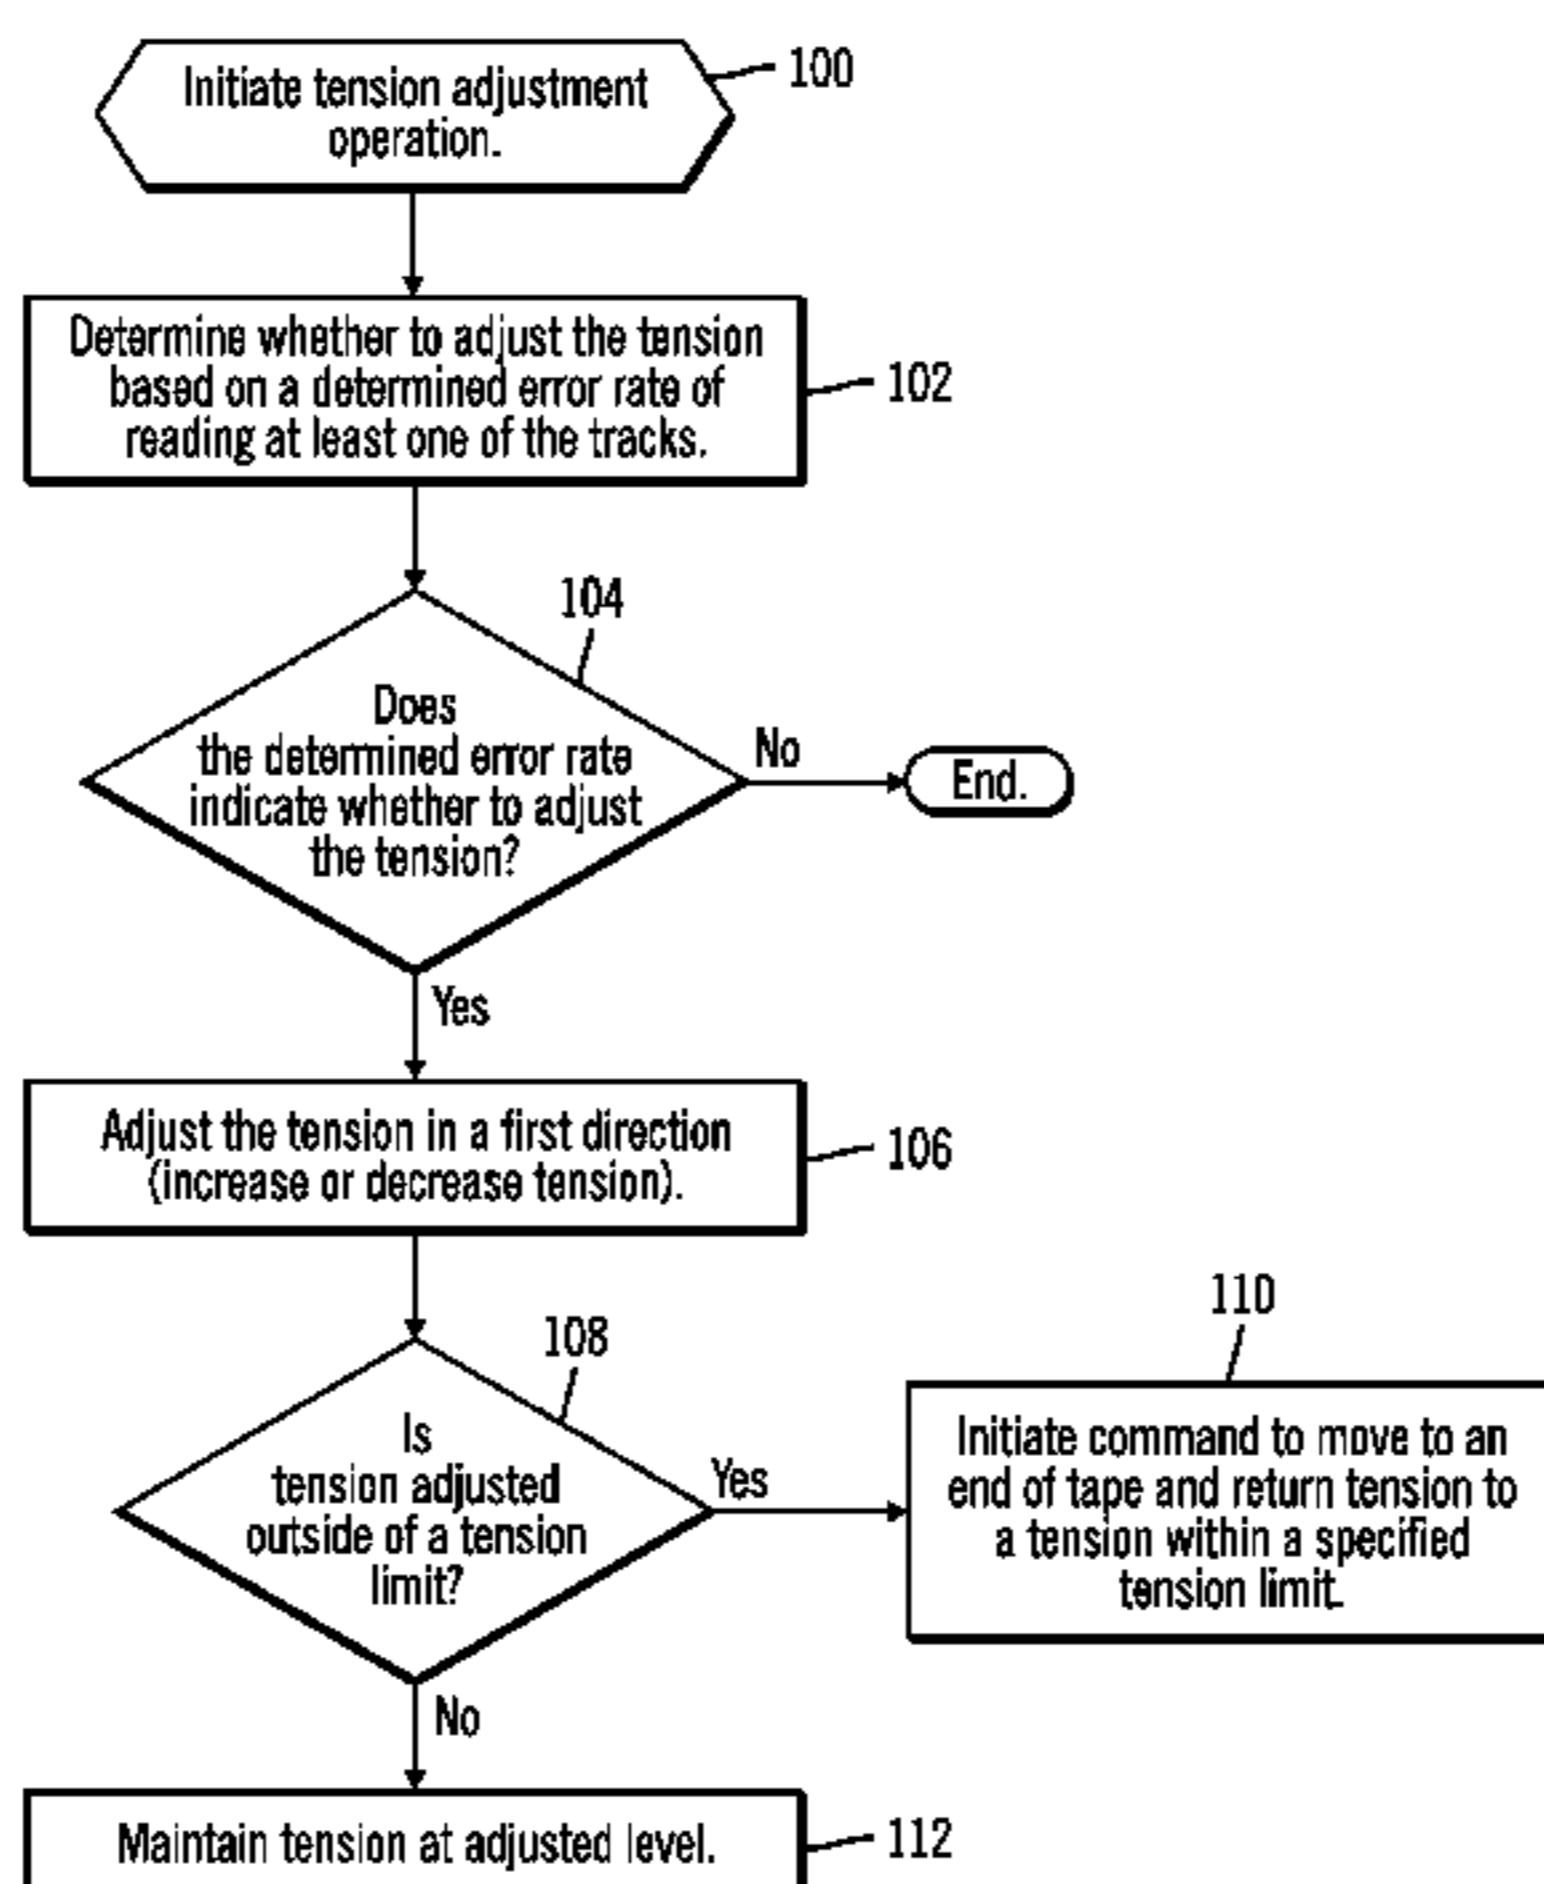 Initiate tension adjustment
operation.
100
Determine whether to adjust the tension
based on a determined error rate of
reading at least one of the tracks.
102
104
Does
the determined error rate
indicate whether to adjust
the tension?
No
End.
Yes
Adjust the tension in a first direction
(increase or decrease tension).
106
108
Is
tension adjusted
outside of a tension
limit?
Yes
110
Initiate command to move to an
end of tape and return tension to
a tension within a specified
tension limit.
No
Maintain tension at adjusted level.
112